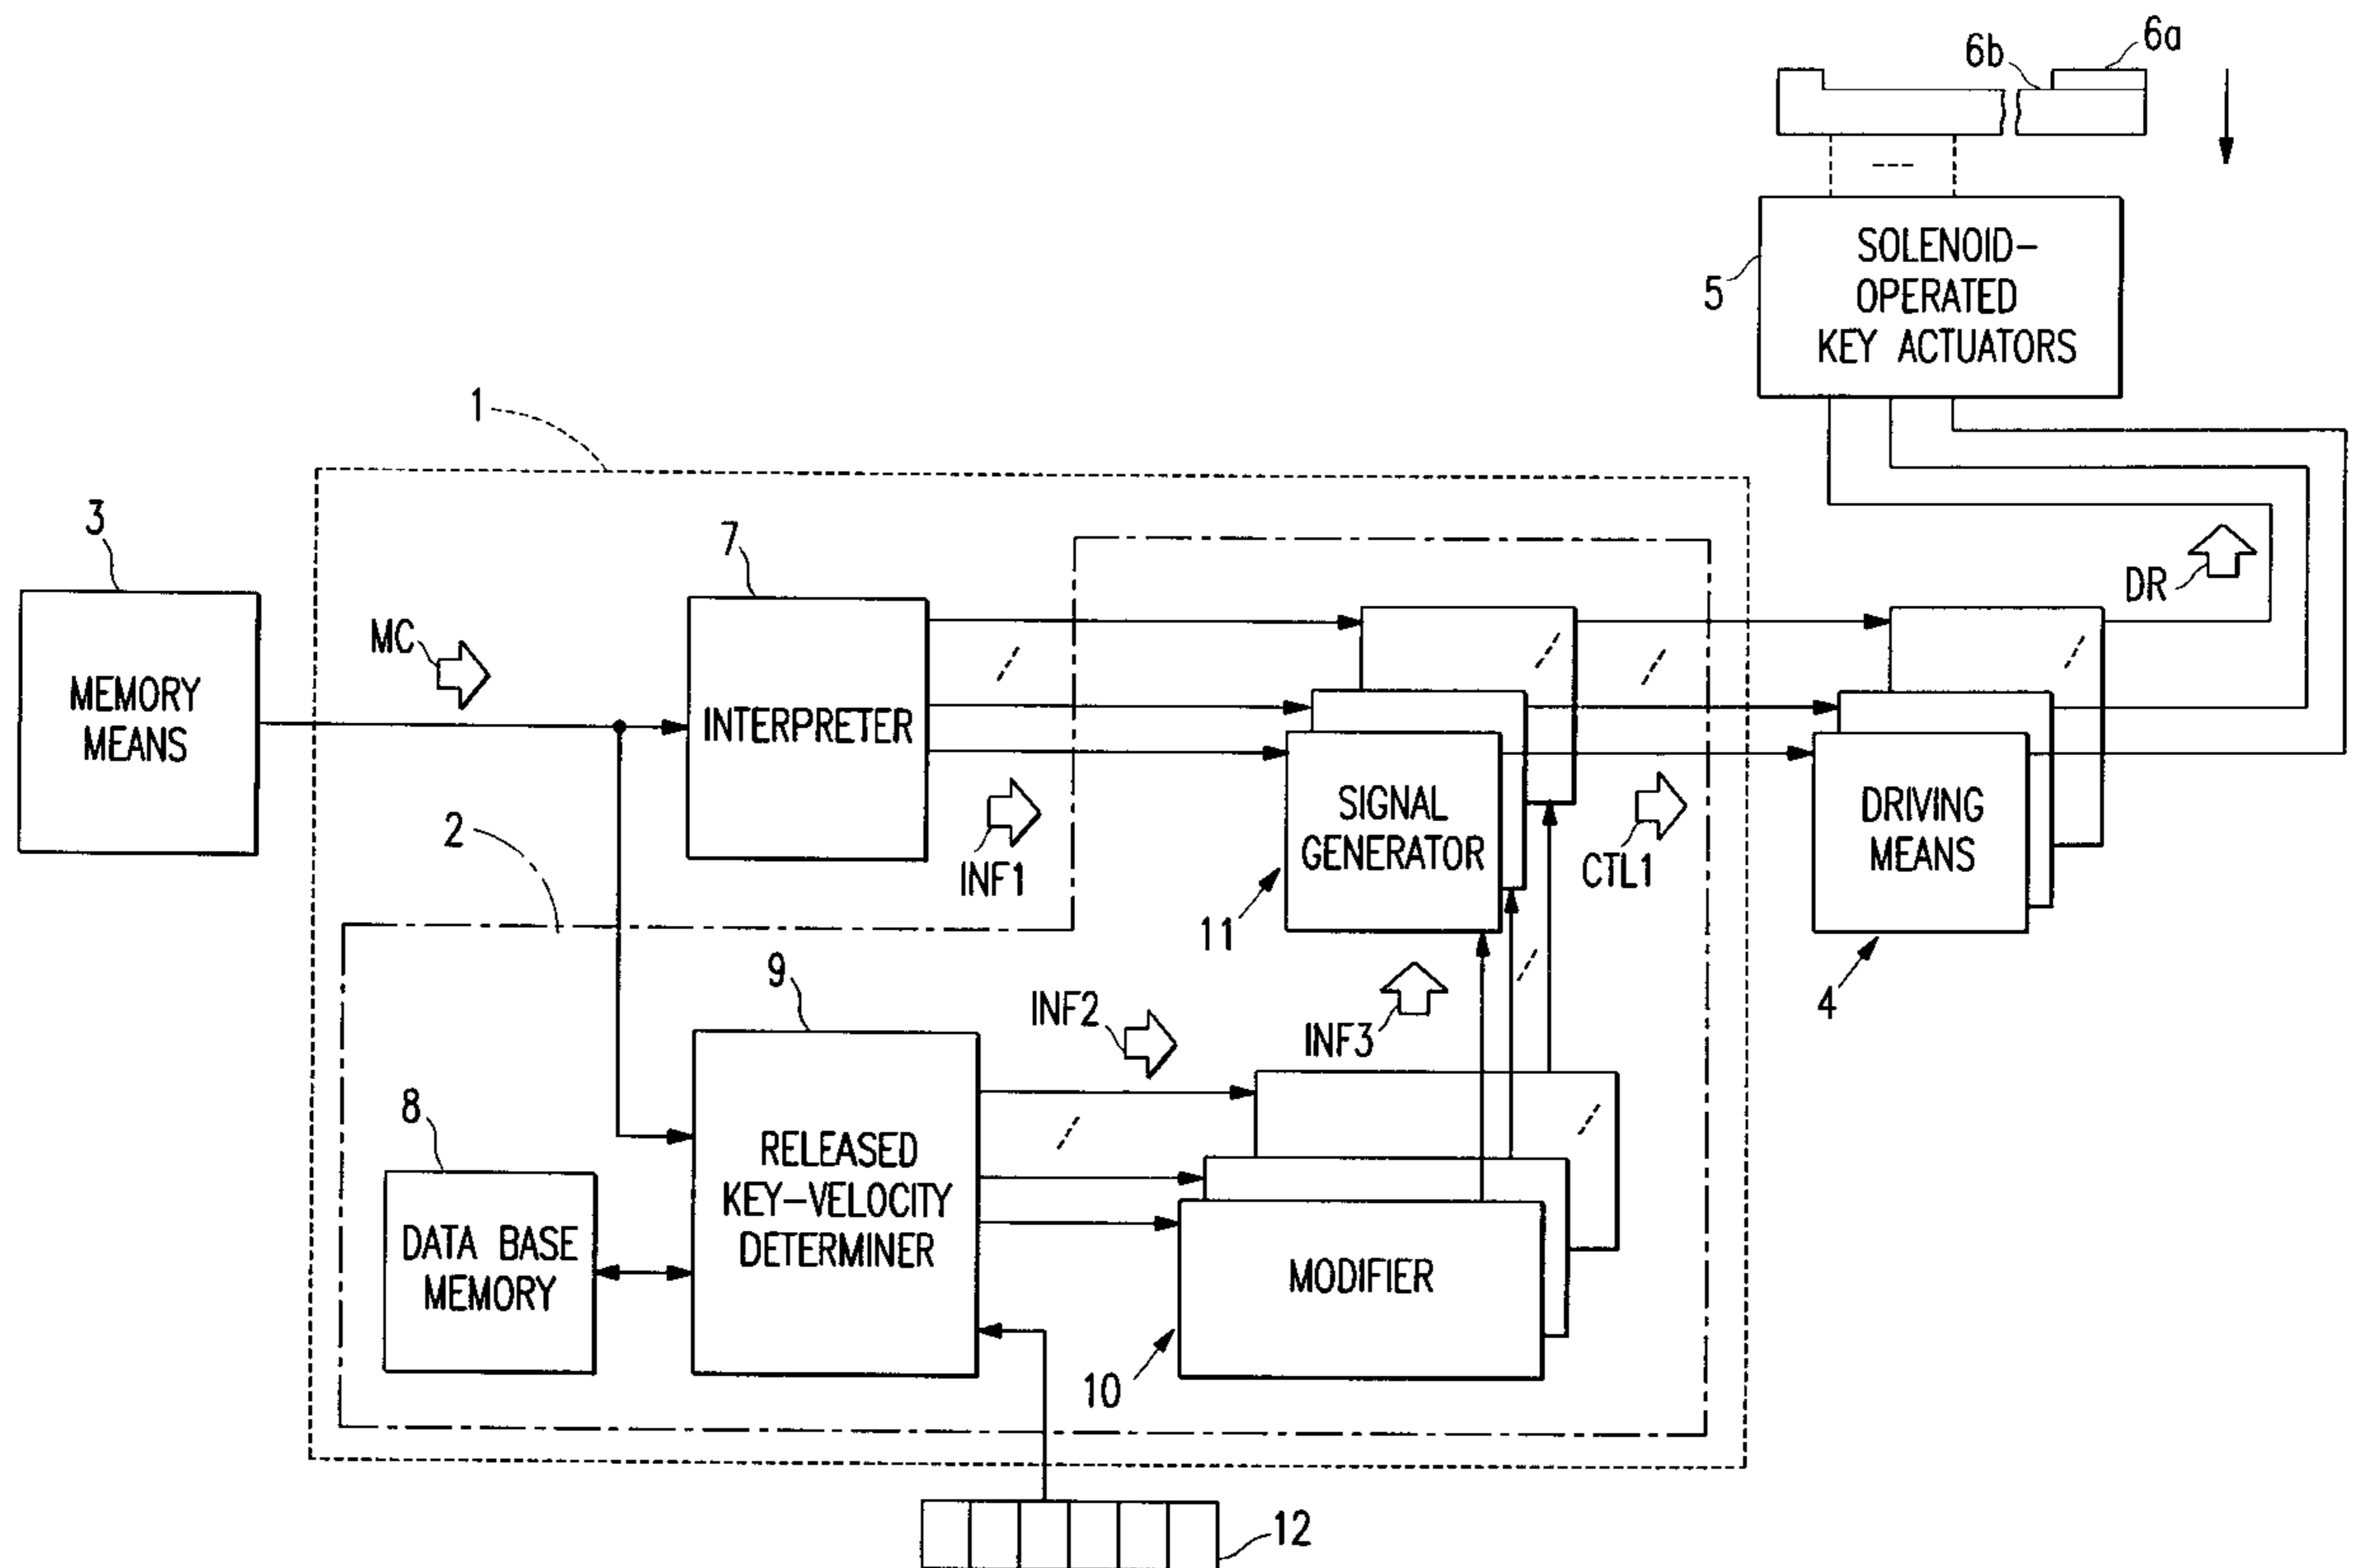 6a
6b
SOLENOID-
OPERATED
KEY ACTUATORS
5
1
3
7
DR
MC
MEMORY
MEANS
INTERPRETER
SIGNAL
GENERATOR
DRIVING
MEANS
2
INF1
CTL1
11
9
INF2
INF3
4
8
RELEASED
KEY-VELOCITY
DETERMINER
DATA BASE
MEMORY
MODIFIER
10
12